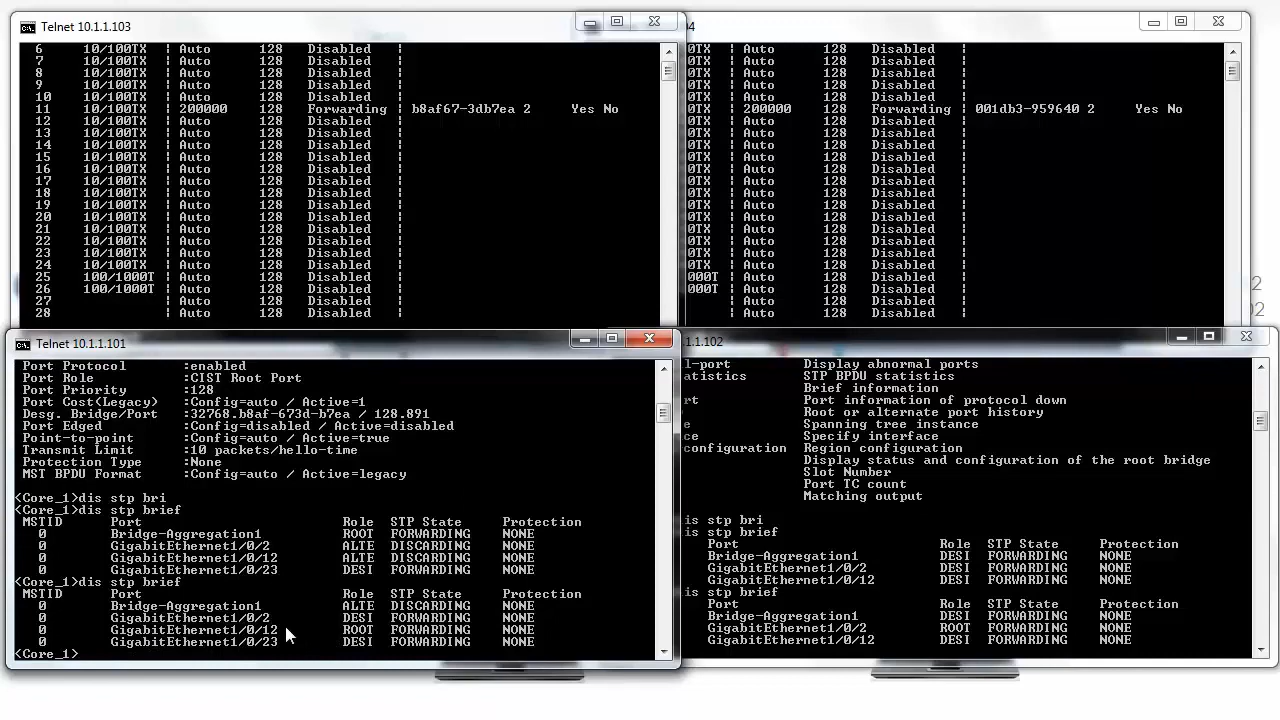 Telnet 10.1.1.103
6 10/100TX | Auto 128 Disabled |
7 10/100TX | Auto 128 Disabled |
8 10/100TX | Auto 128 Disabled |
9 10/100TX | Auto 128 Disabled |
10 10/100TX | Auto 128 Disabled |
11 10/100TX | 200000 128 Forwarding | b8af67-3db7ea 2 Yes No
12 10/100TX | Auto 128 Disabled |
13 10/100TX | Auto 128 Disabled |
14 10/100TX | Auto 128 Disabled |
15 10/100TX | Auto 128 Disabled |
16 10/100TX | Auto 128 Disabled |
17 10/100TX | Auto 128 Disabled |
18 10/100TX | Auto 128 Disabled |
19 10/100TX | Auto 128 Disabled |
20 10/100TX | Auto 128 Disabled |
21 10/100TX | Auto 128 Disabled |
22 10/100TX | Auto 128 Disabled |
23 10/100TX | Auto 128 Disabled |
24 10/100TX | Auto 128 Disabled |
25 100/1000T | Auto 128 Disabled |
26 100/1000T | Auto 128 Disabled |
27 | Auto 128 Disabled |
28 | Auto 128 Disabled |
04
0TX | Auto 128 Disabled |
0TX | Auto 128 Disabled |
0TX | Auto 128 Disabled |
0TX | Auto 128 Disabled |
0TX | Auto 128 Disabled |
0TX | 200000 128 Forwarding | 001db3-959640 2 Yes No
0TX | Auto 128 Disabled |
0TX | Auto 128 Disabled |
0TX | Auto 128 Disabled |
0TX | Auto 128 Disabled |
0TX | Auto 128 Disabled |
0TX | Auto 128 Disabled |
0TX | Auto 128 Disabled |
0TX | Auto 128 Disabled |
0TX | Auto 128 Disabled |
0TX | Auto 128 Disabled |
0TX | Auto 128 Disabled |
0TX | Auto 128 Disabled |
0TX | Auto 128 Disabled |
000T | Auto 128 Disabled |
000T | Auto 128 Disabled |
| Auto 128 Disabled |
| Auto 128 Disabled |
2
02
Telnet 10.1.1.101
Port Protocol :enabled
Port Role :CIST Root Port
Port Priority :128
Port Cost(Legacy) :Config=auto / Active=1
Desg. Bridge/Port :32768.b8af-673d-b7ea / 128.891
Port Edged :Config=disabled / Active=disabled
Point-to-point :Config=auto / Active=true
Transmit Limit :10 packets/hello-time
Protection Type :None
MST BPDU Format :Config=auto / Active=legacy
<Core_1>dis stp bri
<Core_1>dis stp brief
MSTID Port Role STP State Protection
0 Bridge-Aggregation1 ROOT FORWARDING NONE
0 GigabitEthernet1/0/2 ALTE DISCARDING NONE
0 GigabitEthernet1/0/12 ALTE DISCARDING NONE
0 GigabitEthernet1/0/23 DESI FORWARDING NONE
<Core_1>dis stp brief
MSTID Port Role STP State Protection
0 Bridge-Aggregation1 ALTE DISCARDING NONE
0 GigabitEthernet1/0/2 DESI FORWARDING NONE
0 GigabitEthernet1/0/12 ROOT FORWARDING NONE
0 GigabitEthernet1/0/23 DESI FORWARDING NONE
<Core_1>
.1.102
l-port Display abnormal ports
atistics STP BPDU statistics
Brief information
rt Port information of protocol down
Root or alternate port history
e Spanning tree instance
ce Specify interface
configuration Region configuration
Display status and configuration of the root bridge
Slot Number
Port TC count
Matching output
is stp bri
is stp brief
Port Role STP State Protection
Bridge-Aggregation1 DESI FORWARDING NONE
GigabitEthernet1/0/2 DESI FORWARDING NONE
GigabitEthernet1/0/12 DESI FORWARDING NONE
is stp brief
Port Role STP State Protection
Bridge-Aggregation1 DESI FORWARDING NONE
GigabitEthernet1/0/2 DESI FORWARDING NONE
GigabitEthernet1/0/12 DESI FORWARDING NONE